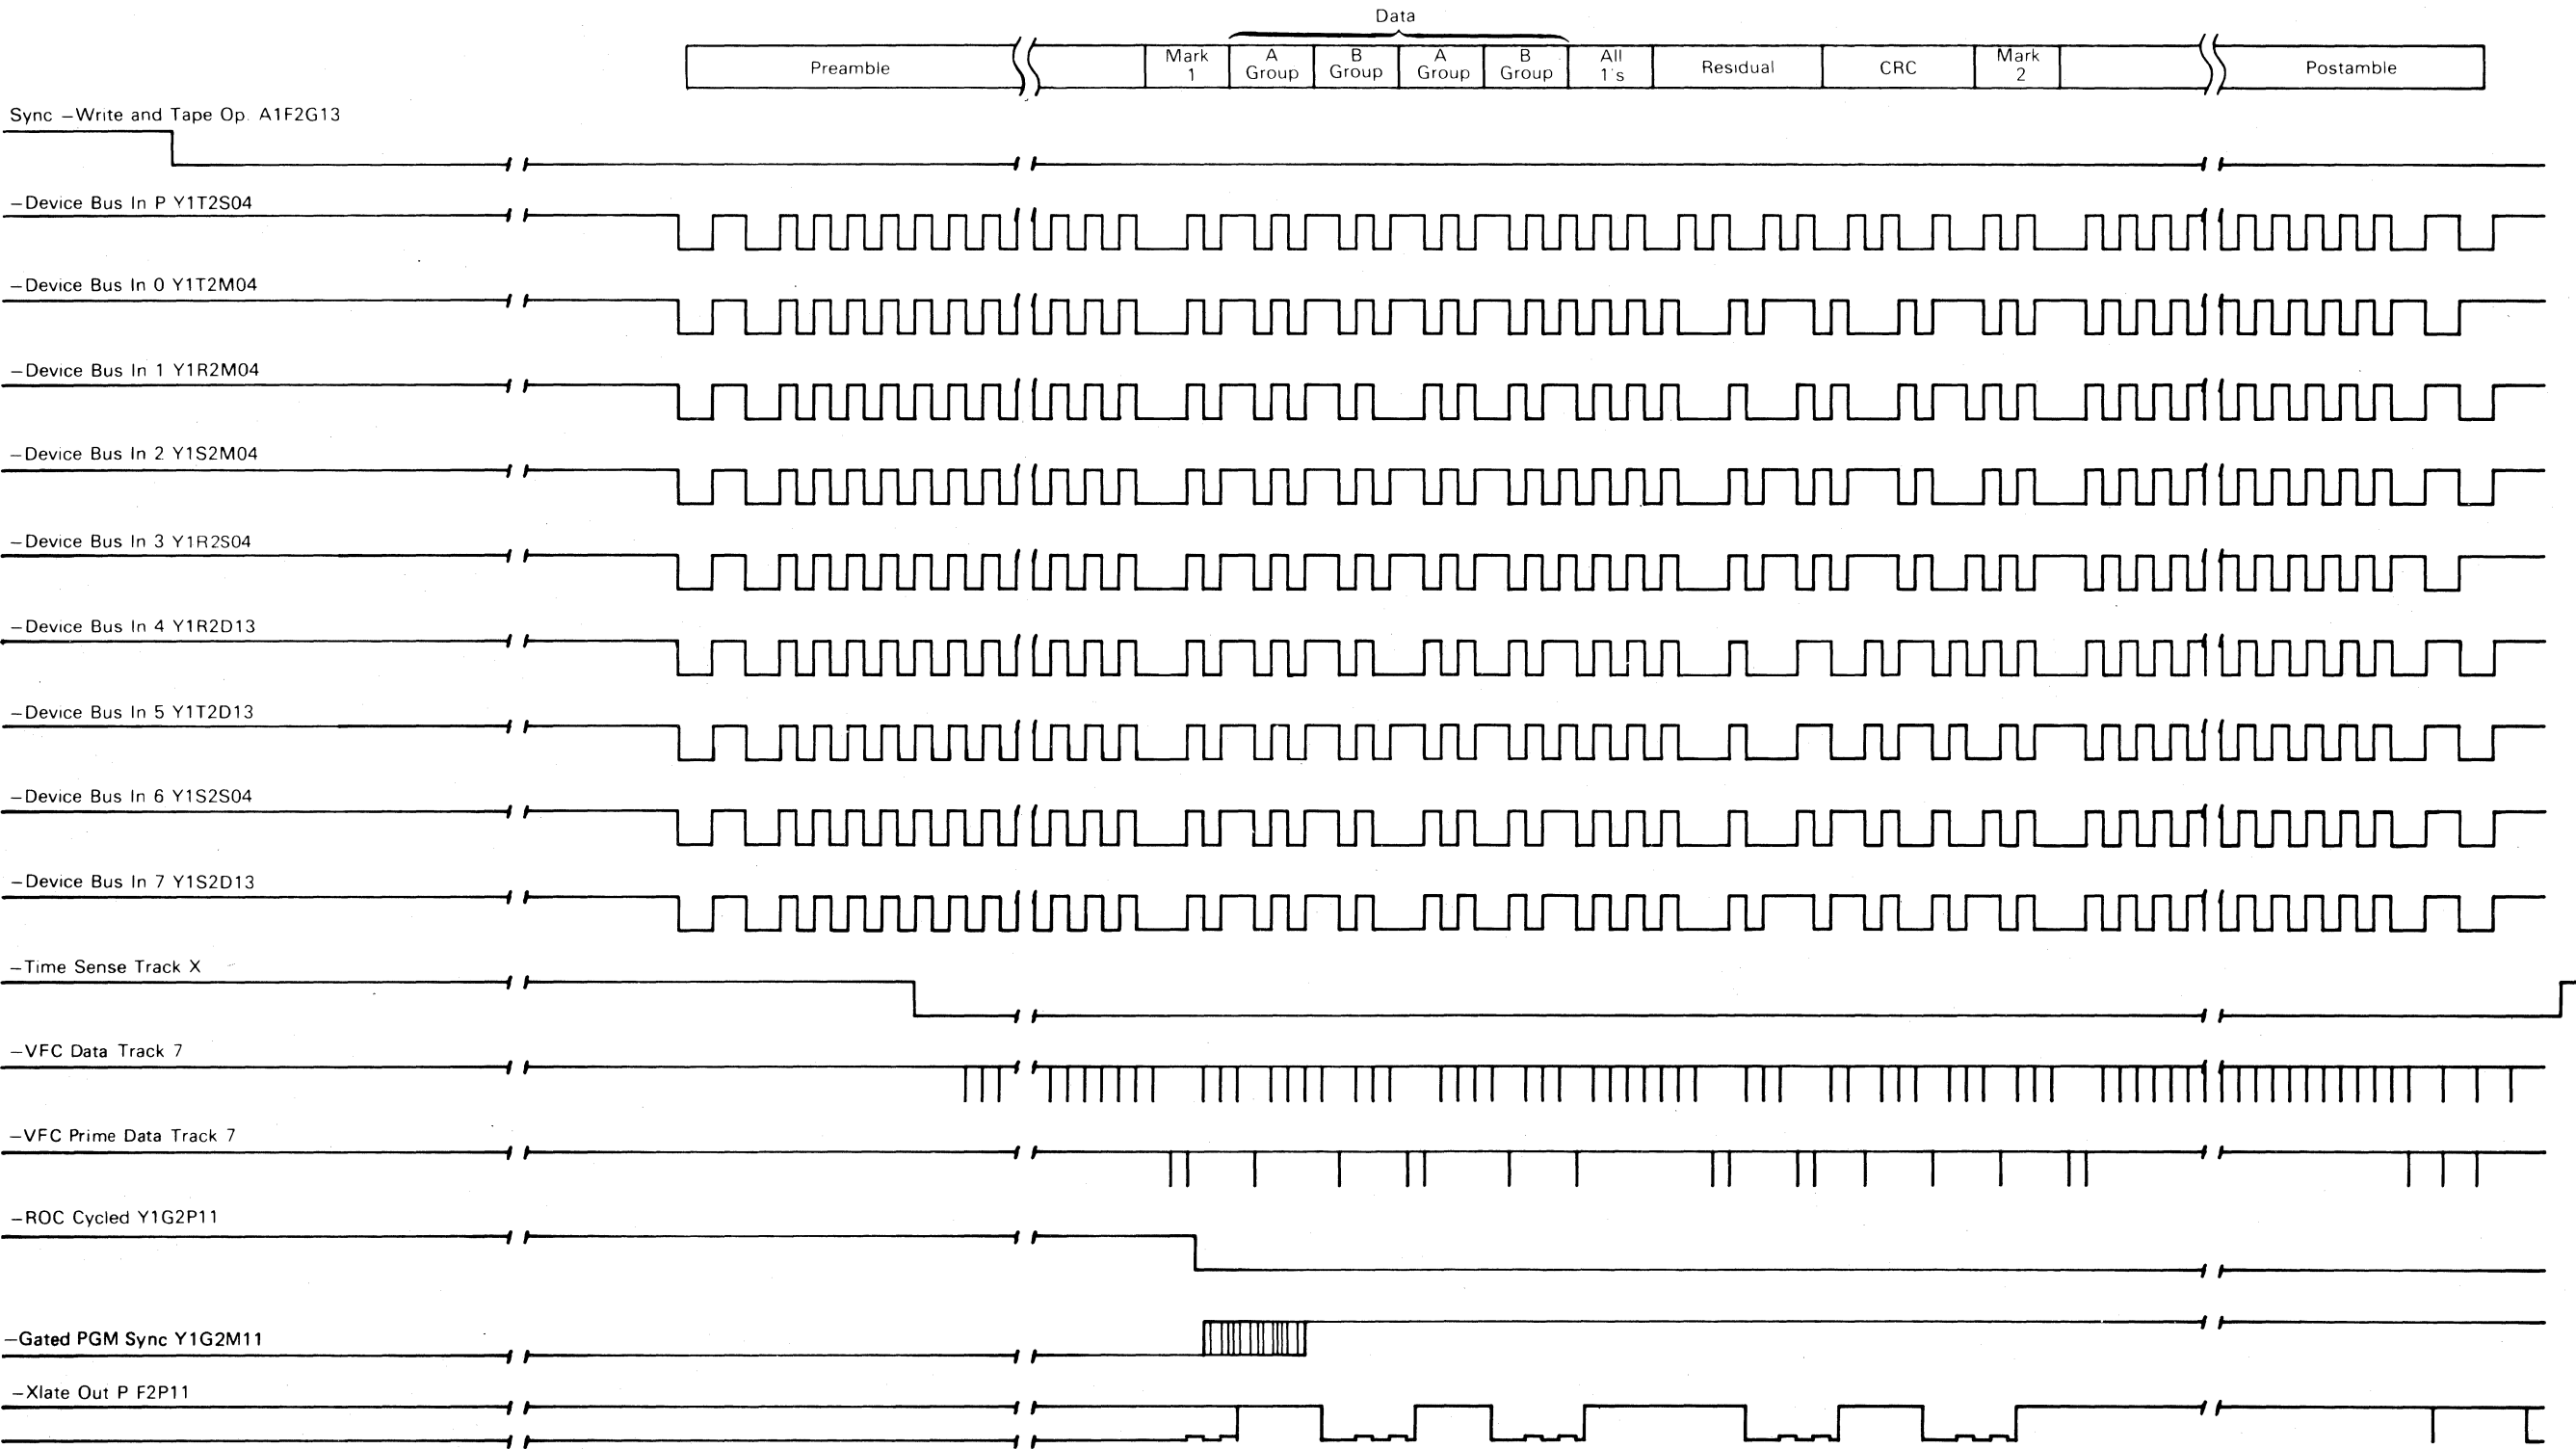 Data
Preamble
Mark 1
A Group
B Group
A Group
B Group
All 1's
Residual
CRC
Mark 2
Postamble
Sync –Write and Tape Op. A1F2G13
–Device Bus In P Y1T2S04
–Device Bus In 0 Y1T2M04
–Device Bus In 1 Y1R2M04
–Device Bus In 2 Y1S2M04
–Device Bus In 3 Y1R2S04
–Device Bus In 4 Y1R2D13
–Device Bus In 5 Y1T2D13
–Device Bus In 6 Y1S2S04
–Device Bus In 7 Y1S2D13
–Time Sense Track X
–VFC Data Track 7
–VFC Prime Data Track 7
–ROC Cycled Y1G2P11
–Gated PGM Sync Y1G2M11
–Xlate Out P F2P11